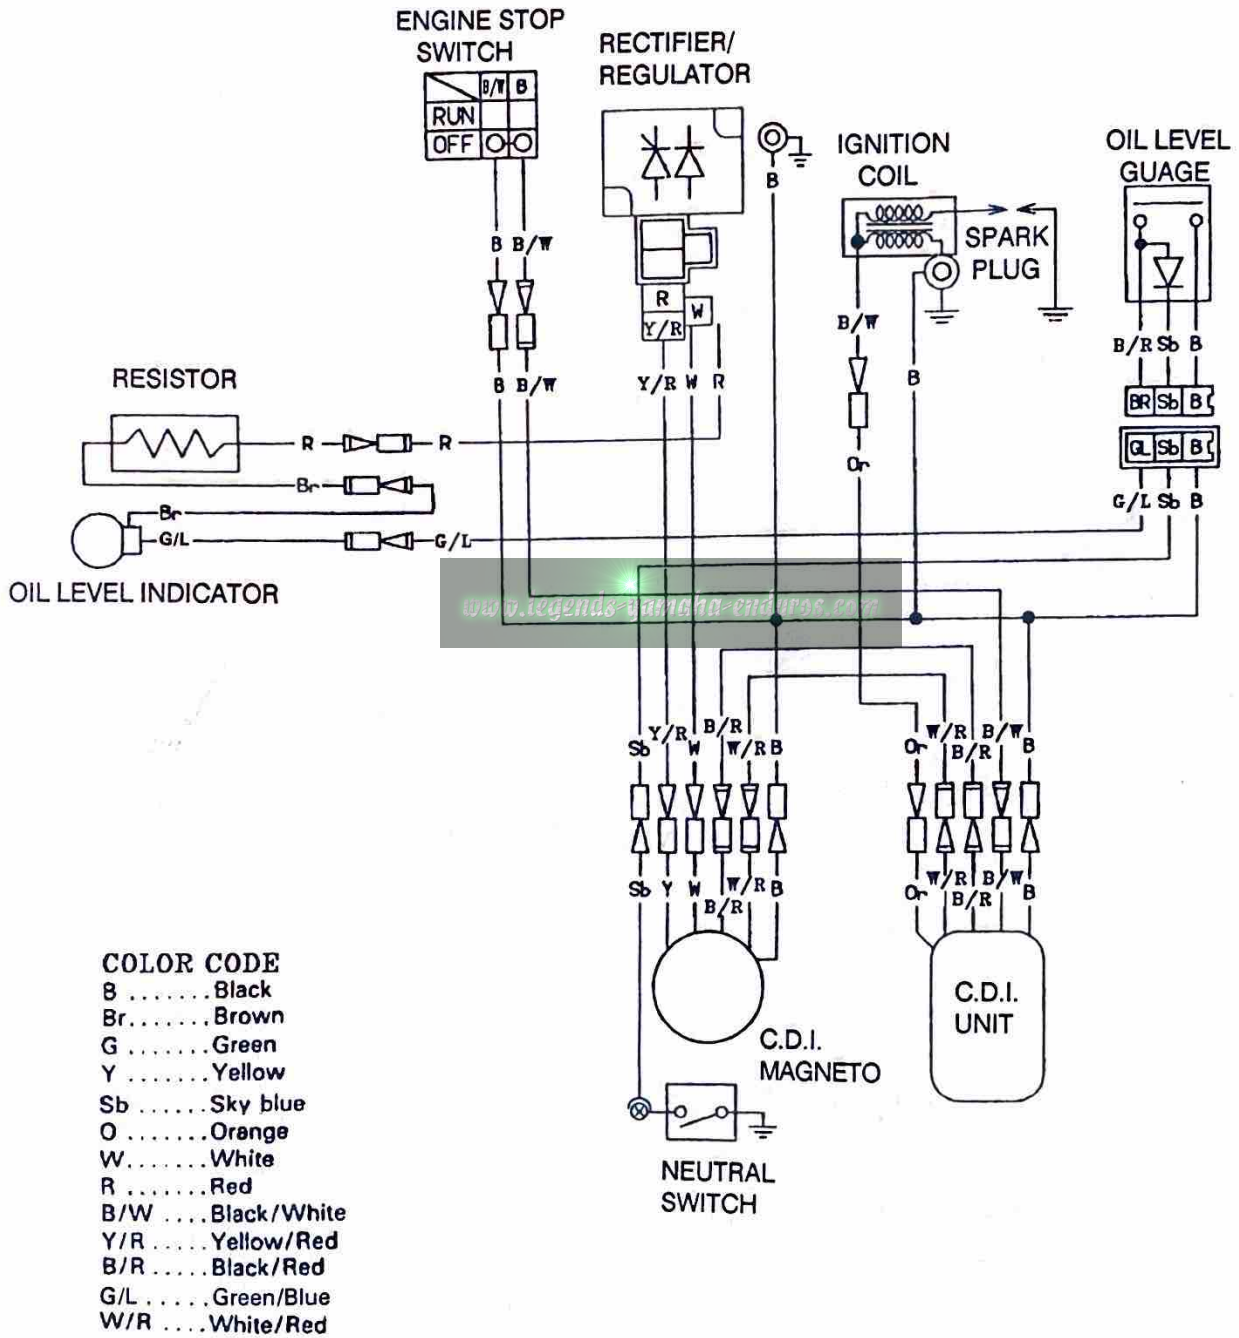 ENGINE STOP
SWITCH
B/W B
RUN
OFF
RECTIFIER/
REGULATOR
B
IGNITION
COIL
SPARK
PLUG
OIL LEVEL
GUAGE
B B/W
R
W
Y/R
B/W
B/R Sb B
RESISTOR
B B/W
Y/R W R
B
BR Sb B
R R
Or
GL Sb B
Br
Br
G/L
G/L
G/L Sb B
OIL LEVEL INDICATOR
www.legends-yamaha-enduros.com
Sb Y/R W B/R W/R B
Or W/R B/R B/W B
Sb Y W B/R W/R B
Or W/R B/R B/W B
C.D.I.
UNIT
C.D.I.
MAGNETO
NEUTRAL
SWITCH
COLOR CODE
B .......Black
Br.......Brown
G .......Green
Y .......Yellow
Sb ......Sky blue
O .......Orange
W.......White
R .......Red
B/W ....Black/White
Y/R .....Yellow/Red
B/R .....Black/Red
G/L .....Green/Blue
W/R ....White/Red